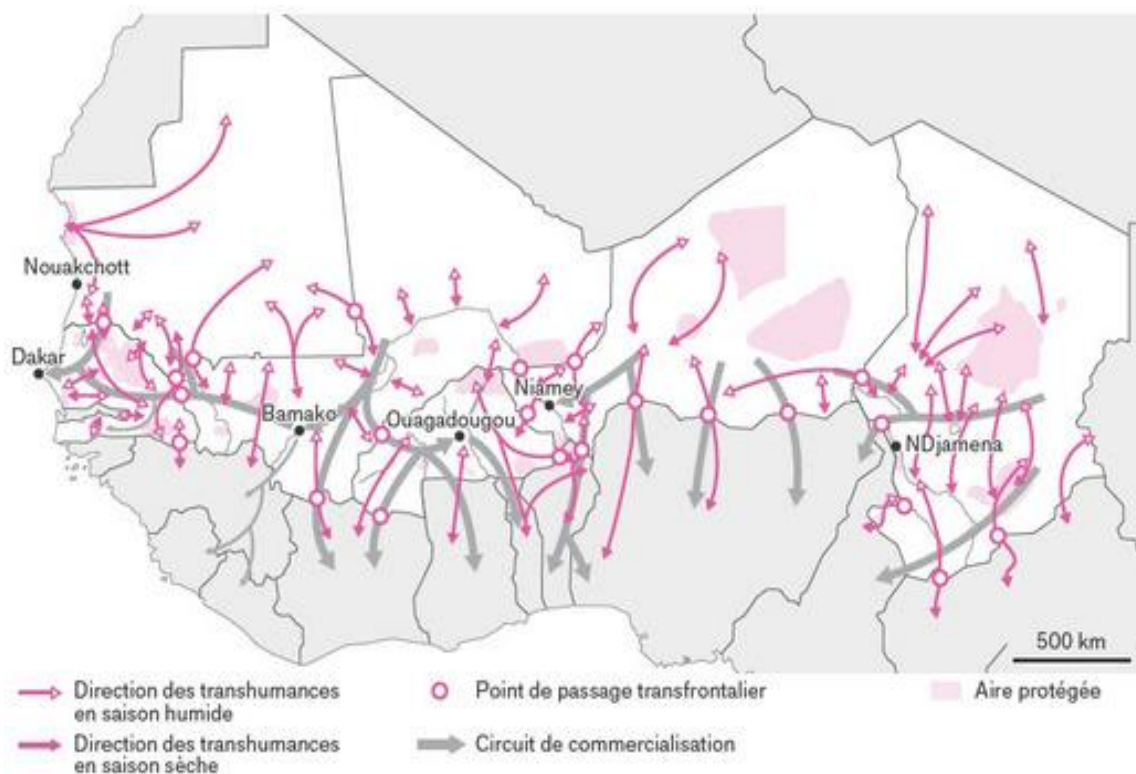 Nouakchott
Dakar
Bamako
Ouagadougou
Niamey
NDjamena
500 km
Direction des transhumances
en saison humide
Point de passage transfrontalier
Aire protégée
Direction des transhumances
en saison sèche
Circuit de commercialisation